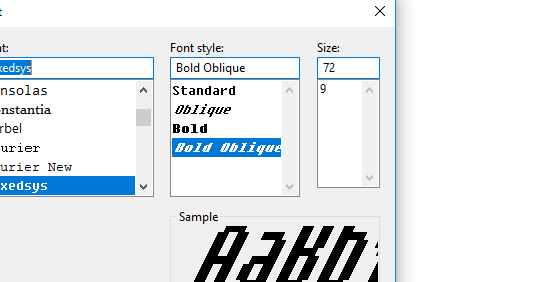 t
nt:
Font style:
Size:
xedsys
Bold Oblique
72
nsolas
nstantia
rbel
urier
urier New
xedsys
Standard
Oblique
Bold
Bold Oblique
9
Sample
AaKb